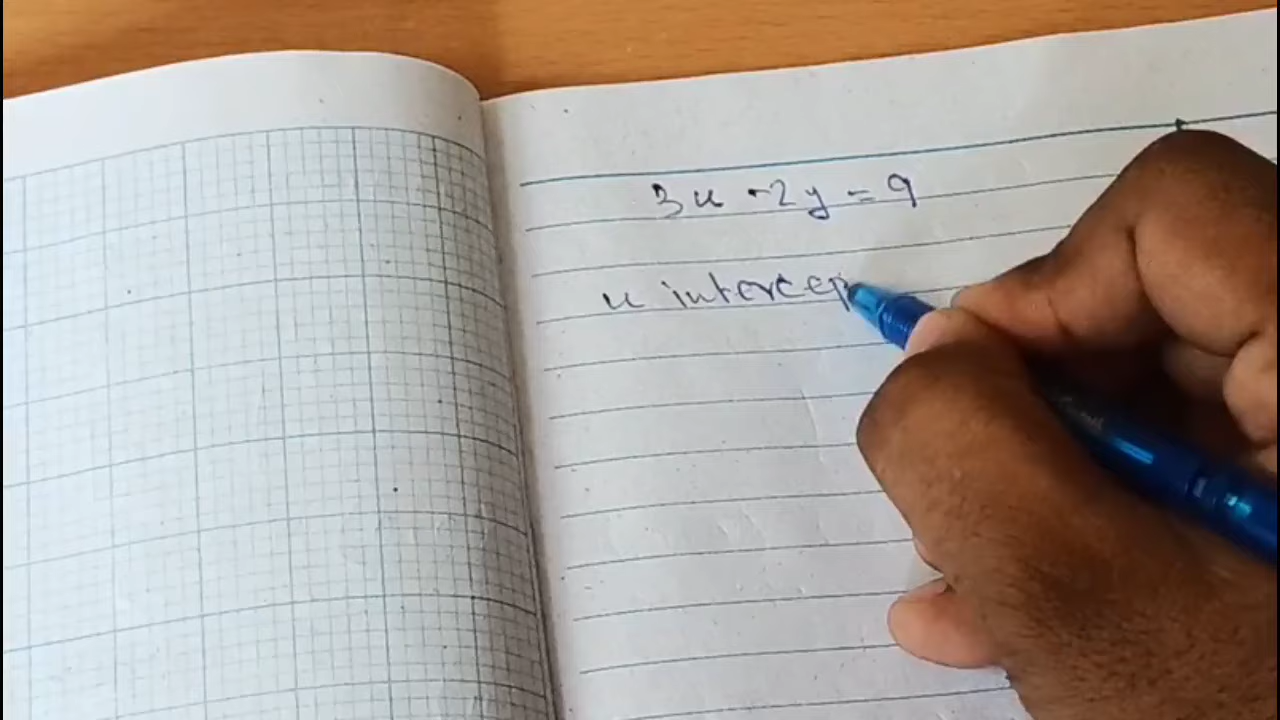 3x - 2y = 9
x intercep